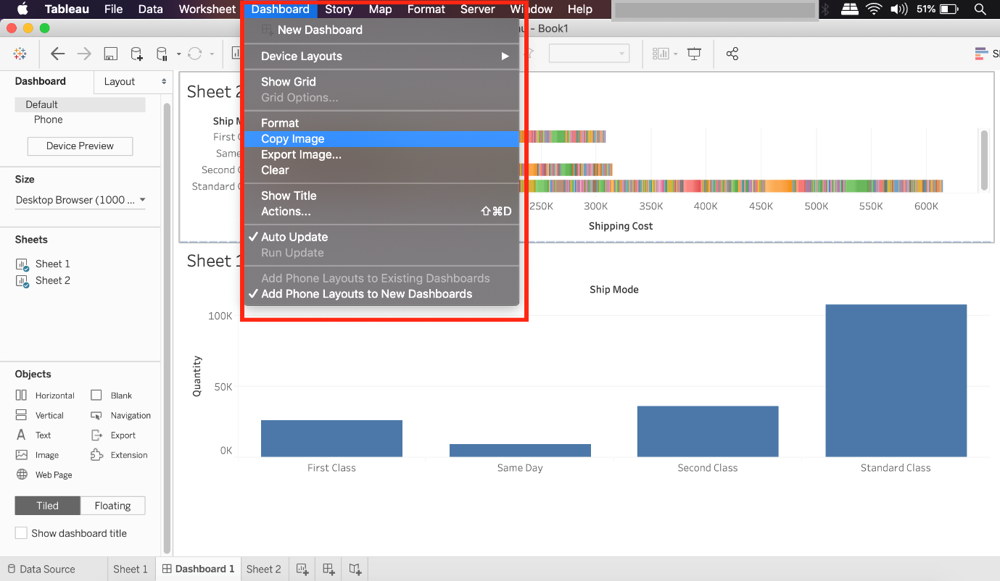 Tableau File Data Worksheet Dashboard Story Map Format Server Window Help 51%
- Book1
New Dashboard
Device Layouts
Show Grid
Grid Options...
Format
Copy Image
Export Image...
Clear
Show Title
Actions... ⇧⌘D
Auto Update
Run Update
Add Phone Layouts to Existing Dashboards
Add Phone Layouts to New Dashboards
Dashboard Layout
Default
Phone
Device Preview
Size
Desktop Browser (1000 ...
Sheets
Sheet 1
Sheet 2
Objects
Horizontal Blank
Vertical Navigation
Text Export
Image Extension
Web Page
Tiled Floating
Show dashboard title
Sheet 2
Ship
First
Same
Second
Standard
250K 300K 350K 400K 450K 500K 550K 600K
Shipping Cost
Sheet 1
Ship Mode
100K
50K
0K
Quantity
First Class Same Day Second Class Standard Class
Data Source Sheet 1 Dashboard 1 Sheet 2